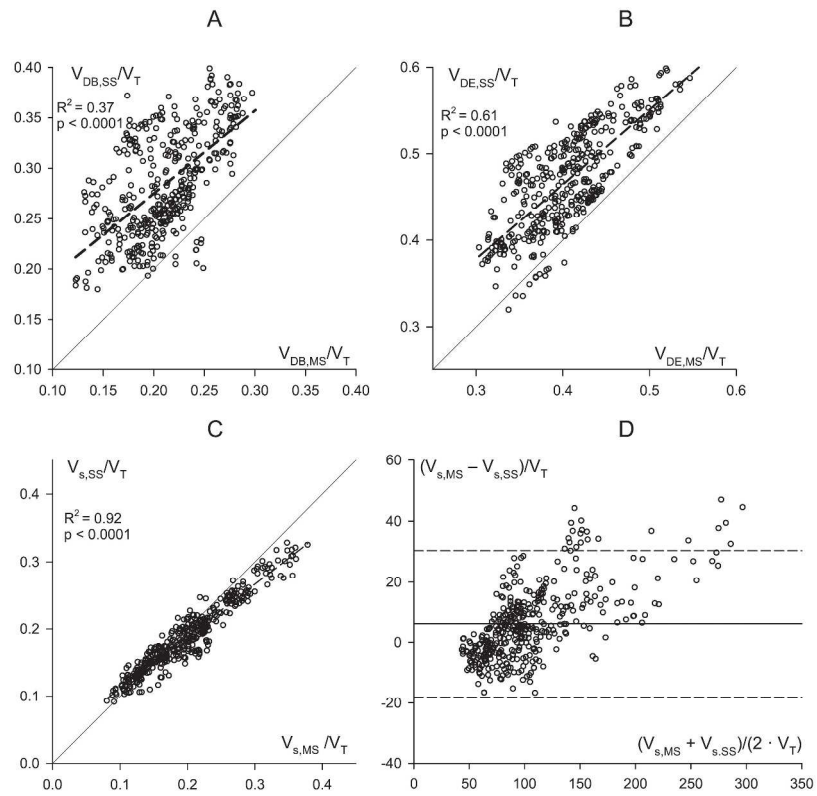 A
B
V_DB,SS/V_T
R² = 0.37
p < 0.0001
0.40
0.35
0.30
0.25
0.20
0.15
0.10
V_DB,MS/V_T
0.10 0.15 0.20 0.25 0.30 0.35 0.40
V_DE,SS/V_T
R² = 0.61
p < 0.0001
0.6
0.5
0.4
0.3
V_DE,MS/V_T
0.3 0.4 0.5 0.6
C
D
V_s,SS/V_T
R² = 0.92
p < 0.0001
0.4
0.3
0.2
0.1
0.0
V_s,MS /V_T
0.0 0.1 0.2 0.3 0.4
(V_s,MS – V_s,SS)/V_T
60
40
20
0
-20
-40
(V_s,MS + V_s.SS)/(2 · V_T)
0 50 100 150 200 250 300 350